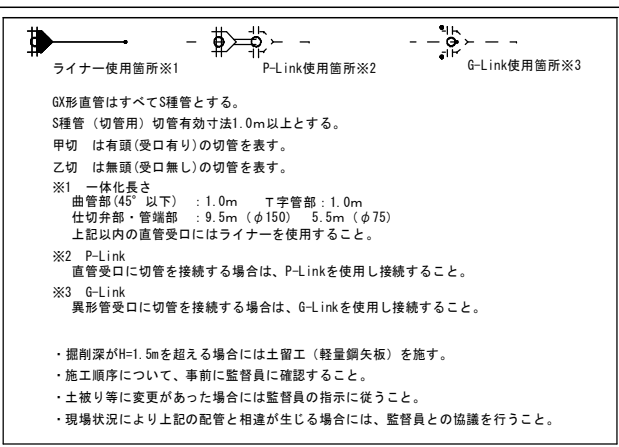 ライナー使用箇所※1 P-Link使用箇所※2 G-Link使用箇所※3
GX形直管はすべてS種管とする。
S種管（切管用）切管有効寸法1.0m以上とする。
甲切 は有頭(受口有り)の切管を表す。
乙切 は無頭(受口無し)の切管を表す。
※1 一体化長さ
曲管部(45°以下) :1.0m T字管部:1.0m
仕切弁部・管端部 :9.5m（φ150） 5.5m（φ75）
上記以内の直管受口にはライナーを使用すること。
※2 P-Link
直管受口に切管を接続する場合は、P-Linkを使用し接続すること。
※3 G-Link
異形管受口に切管を接続する場合は、G-Linkを使用し接続すること。
・掘削深がH=1.5mを超える場合には土留工（軽量鋼矢板）を施す。
・施工順序について、事前に監督員に確認すること。
・土被り等に変更があった場合には監督員の指示に従うこと。
・現場状況により上記の配管と相違が生じる場合には、監督員との協議を行うこと。